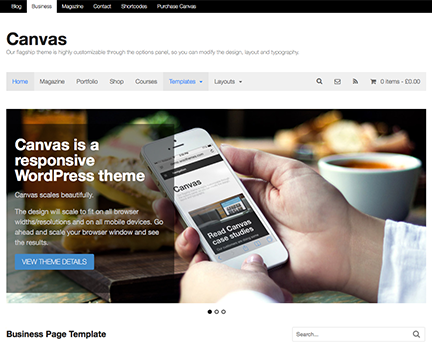 Blog Business Magazine Contact Shortcodes Purchase Canvas
Canvas
Our flagship theme is highly customizable through the options panel, so you can modify the design, layout and typography.
Home Magazine Portfolio Shop Courses Templates Layouts 0 items - £0.00
Canvas is a
responsive
WordPress theme
Canvas scales beautifully.
The design will scale to fit on all browser
widths/resolutions and on all mobile devices. Go
ahead and scale your browser window and see
the results.
VIEW THEME DETAILS
Canvas
Read Canvas
case studies
Business Page Template
Search...